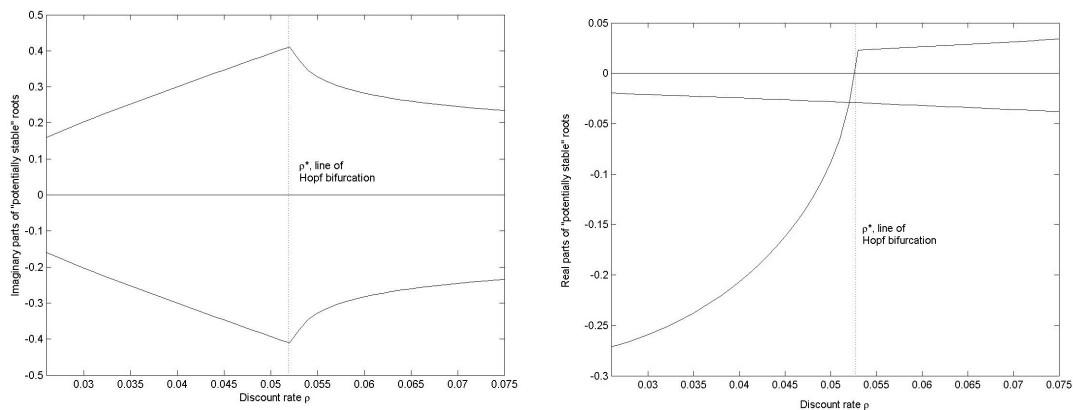 0.5
0.4
0.3
0.2
0.1
0
-0.1
-0.2
-0.3
-0.4
-0.5
Imaginary parts of "potentially stable" roots
ρ*, line of
Hopf bifurcation
0.03 0.035 0.04 0.045 0.05 0.055 0.06 0.065 0.07 0.075
Discount rate ρ
0.05
0
-0.05
-0.1
-0.15
-0.2
-0.25
-0.3
Real parts of "potentially stable" roots
ρ*, line of
Hopf bifurcation
0.03 0.035 0.04 0.045 0.05 0.055 0.06 0.065 0.07 0.075
Discount rate ρ